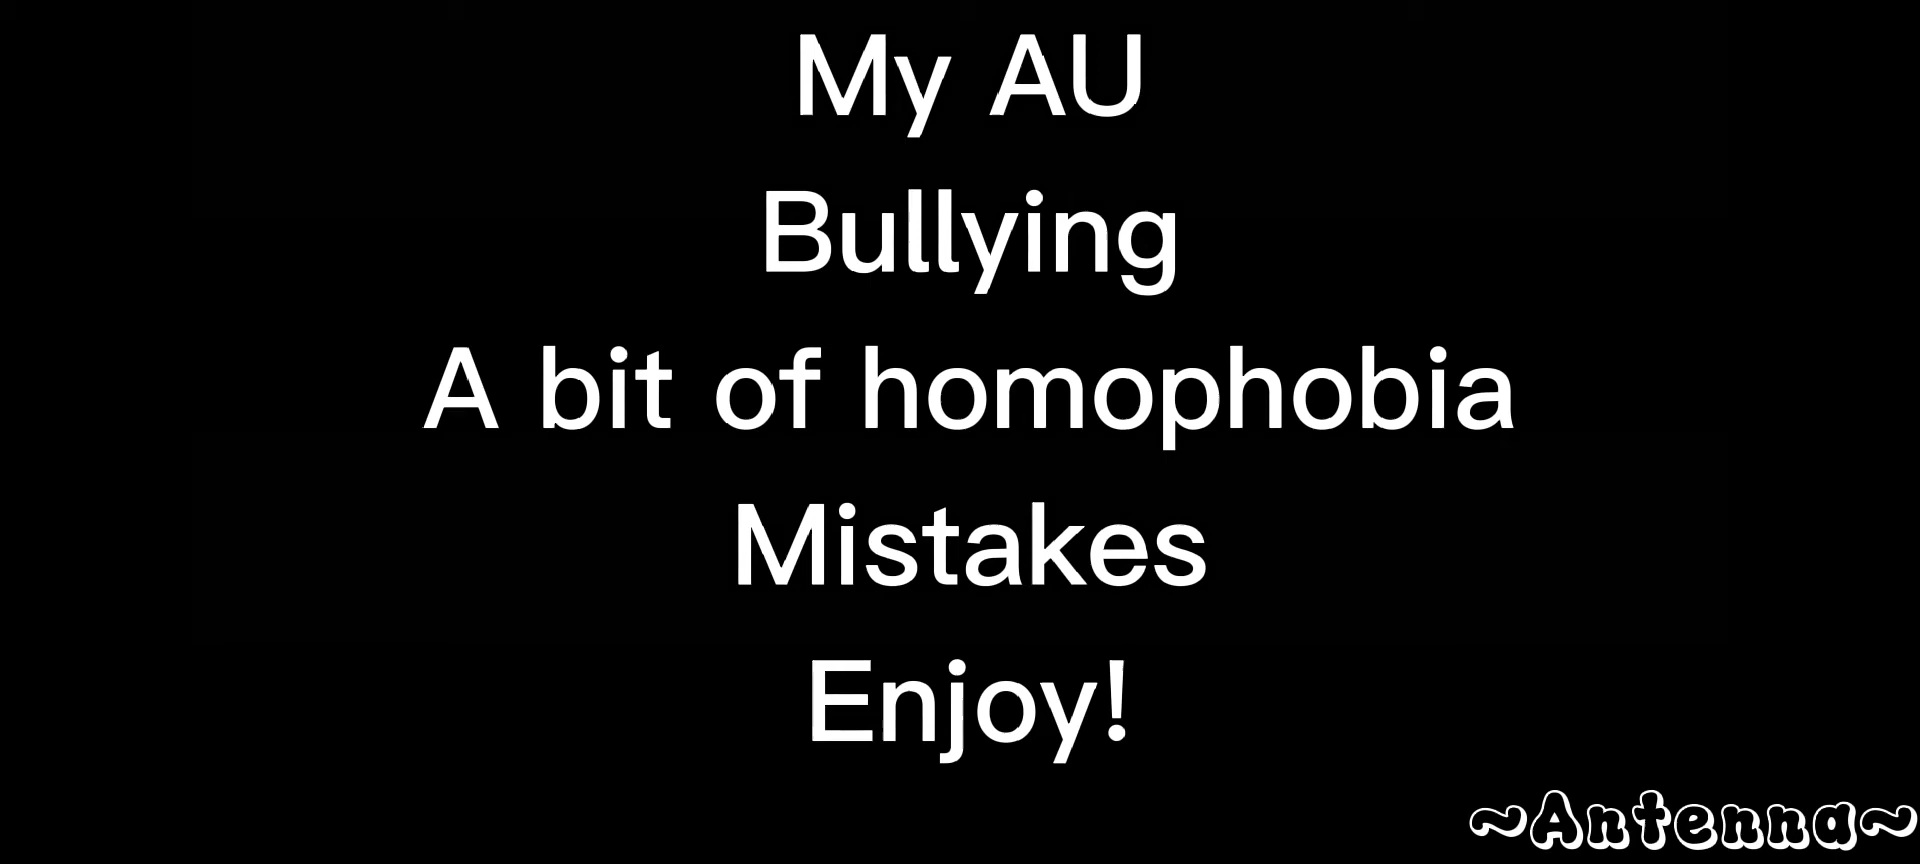 My AU
Bullying
A bit of homophobia
Mistakes
Enjoy!
~Antenna~